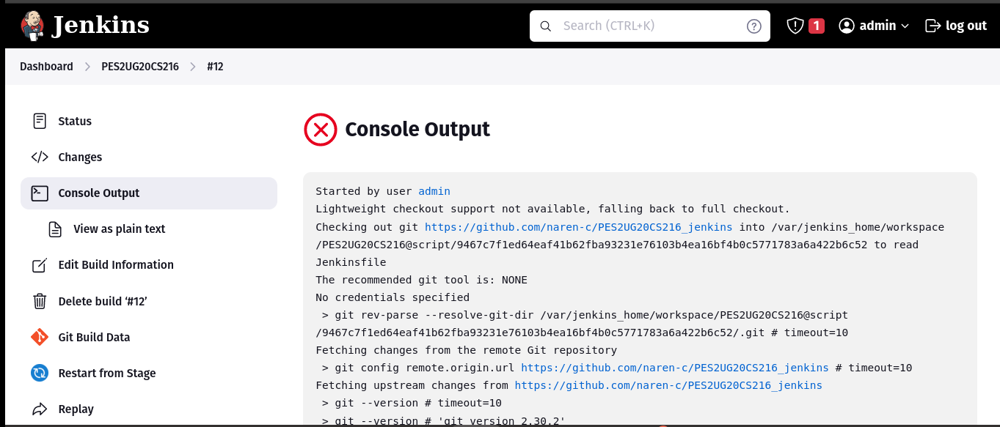 Jenkins
Search (CTRL+K)
1
admin
log out
Dashboard
PES2UG20CS216
#12
Status
Changes
Console Output
View as plain text
Edit Build Information
Delete build ‘#12’
Git Build Data
Restart from Stage
Replay
Console Output
Started by user admin
Lightweight checkout support not available, falling back to full checkout.
Checking out git https://github.com/naren-c/PES2UG20CS216_jenkins into /var/jenkins_home/workspace
/PES2UG20CS216@script/9467c7f1ed64eaf41b62fba93231e76103b4ea16bf4b0c5771783a6a422b6c52 to read
Jenkinsfile
The recommended git tool is: NONE
No credentials specified
> git rev-parse --resolve-git-dir /var/jenkins_home/workspace/PES2UG20CS216@script
/9467c7f1ed64eaf41b62fba93231e76103b4ea16bf4b0c5771783a6a422b6c52/.git # timeout=10
Fetching changes from the remote Git repository
> git config remote.origin.url https://github.com/naren-c/PES2UG20CS216_jenkins # timeout=10
Fetching upstream changes from https://github.com/naren-c/PES2UG20CS216_jenkins
> git --version # timeout=10
> git --version # 'git version 2.30.2'